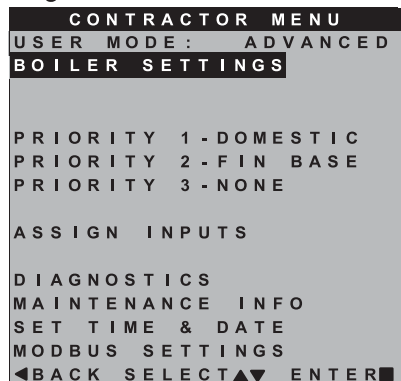 CONTRACTOR MENU
USER MODE: ADVANCED
BOILER SETTINGS
PRIORITY 1-DOMESTIC
PRIORITY 2-FIN BASE
PRIORITY 3-NONE
ASSIGN INPUTS
DIAGNOSTICS
MAINTENANCE INFO
SET TIME & DATE
MODBUS SETTINGS
◀BACK SELECT▲▼ ENTER■